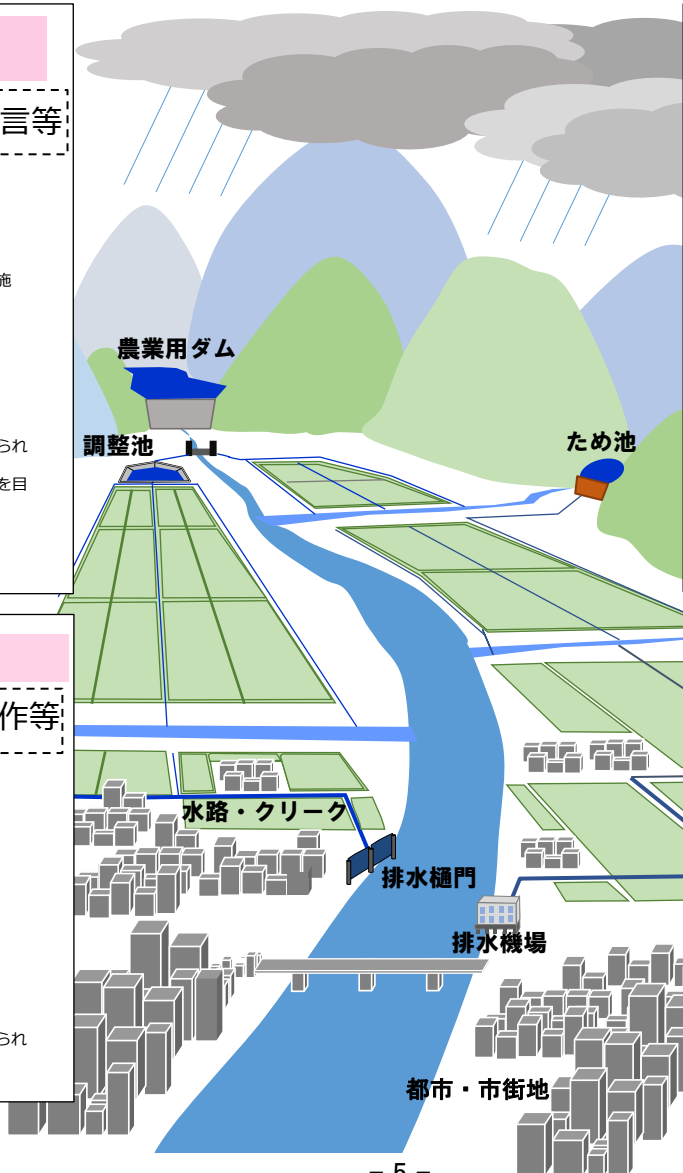 言等
施
られ
を目
作等
られ
農業用ダム
調整池
ため池
水路・クリーク
排水樋門
排水機場
都市・市街地
– 5 –